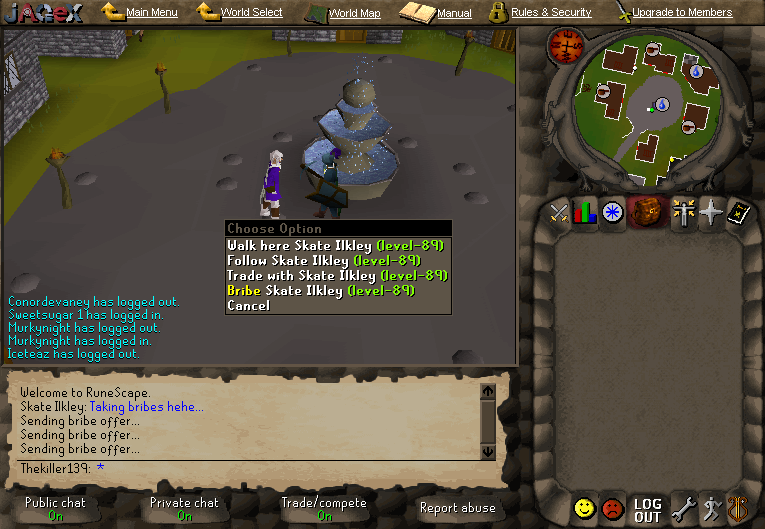 JAGEX Main Menu World Select World Map Manual Rules & Security Upgrade to Members
Choose Option
Walk here Skate Ilkley (level-89)
Follow Skate Ilkley (level-89)
Trade with Skate Ilkley (level-89)
Bribe Skate Ilkley (level-89)
Cancel
Conordevaney has logged out.
Sweetsugar 1 has logged in.
Murkynight has logged out.
Murkynight has logged in.
Iceteaz has logged out.
Welcome to RuneScape.
Skate Ilkley: Taking bribes hehe...
Sending bribe offer...
Sending bribe offer...
Sending bribe offer...
Thekiller139: *
Public chat
On
Private chat
On
Trade/compete
On
Report abuse
LOG
OUT